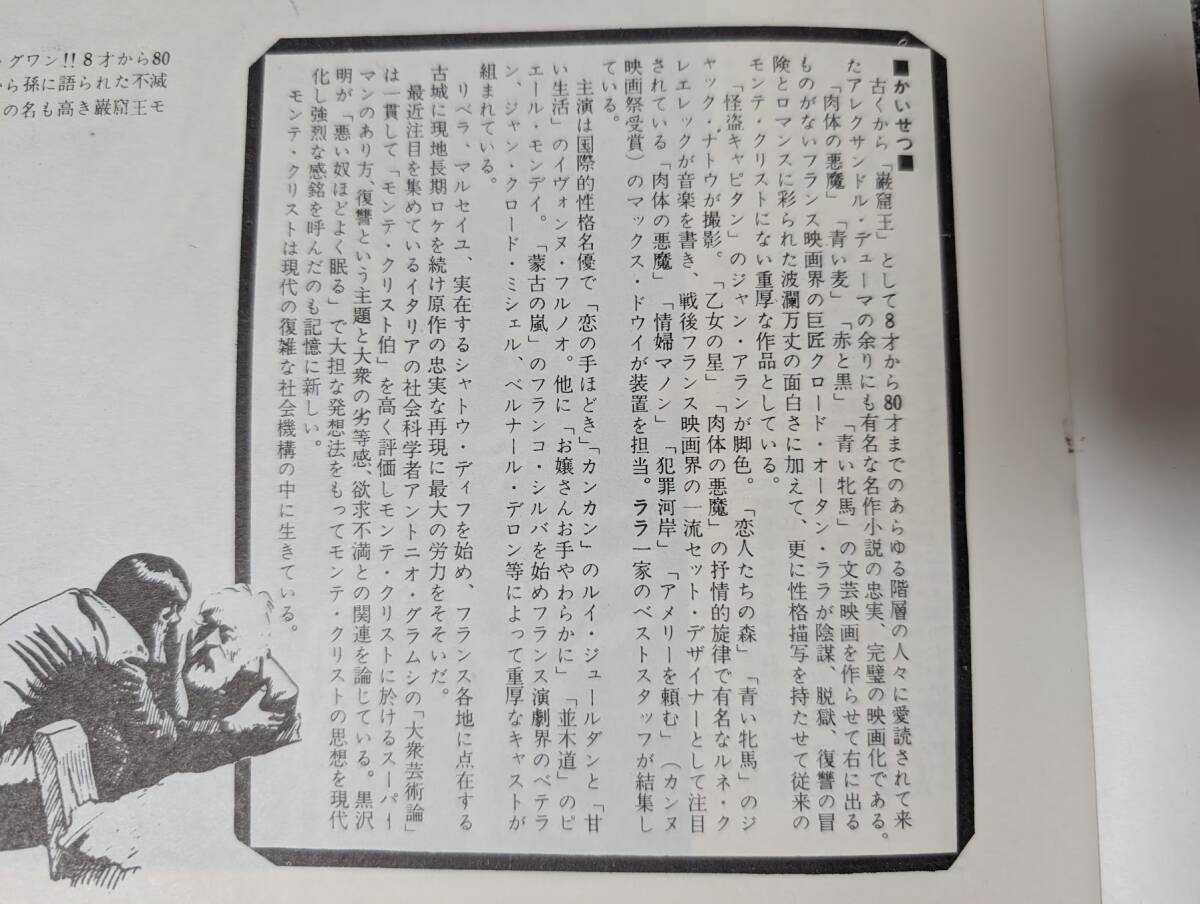 ■かいせつ■
古くから「巌窟王」として8才から80才までのあらゆる階層の人々に愛読されて来
たアレクサンドル・デューマの余りにも有名な名作小説の忠実、完璧の映画化である。
「肉体の悪魔」「青い麦」「赤と黒」「青い牝馬」の文芸映画を作らせて右に出る
ものがないフランス映画界の巨匠クロード・オータン・ララが陰謀、脱獄、復讐の冒
険とロマンスに彩られた波瀾万丈の面白さに加えて、更に性格描写を持たせて従来の
モンテ・クリストにない重厚な作品としている。
「怪盗キャピタン」のジャン・アランが脚色。「恋人たちの森」「青い牝馬」のジ
ャック・ナトウが撮影。「乙女の星」「肉体の悪魔」の抒情的旋律で有名なルネ・ク
レエレックが音楽を書き、戦後フランス映画界の一流セット・デザイナーとして注目
されている「肉体の悪魔」「情婦マノン」「犯罪河岸」「アメリーを頼む」（カンヌ
映画祭受賞）のマックス・ドウイが装置を担当。ララ一家のベストスタッフが結集し
ている。
主演は国際的性格名優で「恋の手ほどき」「カンカン」のルイ・ジュールダンと「甘
い生活」のイヴォンヌ・フルノオ。他に「お嬢さんお手やわらかに」「並木道」のピ
エール・モンデイ。「蒙古の嵐」のフランコ・シルバを始めフランス演劇界のベテラ
ン、ジャン・クロード・ミシェル、ベルナール・デロン等によって重厚なキャストが
組まれている。
リベラ、マルセイユ、実在するシャトウ・ディフを始め、フランス各地に点在する
古城に現地長期ロケを続け原作の忠実な再現に最大の労力をそそいだ。
最近注目を集めているイタリアの社会科学者アントニオ・グラムシの「大衆芸術論」
は一貫して「モンテ・クリスト伯」を高く評価しモンテ・クリストに於けるスーパー
マンのあり方、復讐という主題と大衆の劣等感、欲求不満との関連を論じている。黒沢
明が「悪い奴ほどよく眠る」で大担な発想法をもってモンテ・クリストの思想を現代
化し強烈な感銘を呼んだのも記憶に新しい。
モンテ・クリストは現代の復雑な社会機構の中に生きている。
グワン!!8才から80
ら孫に語られた不滅
の名も高き巌窟王モ